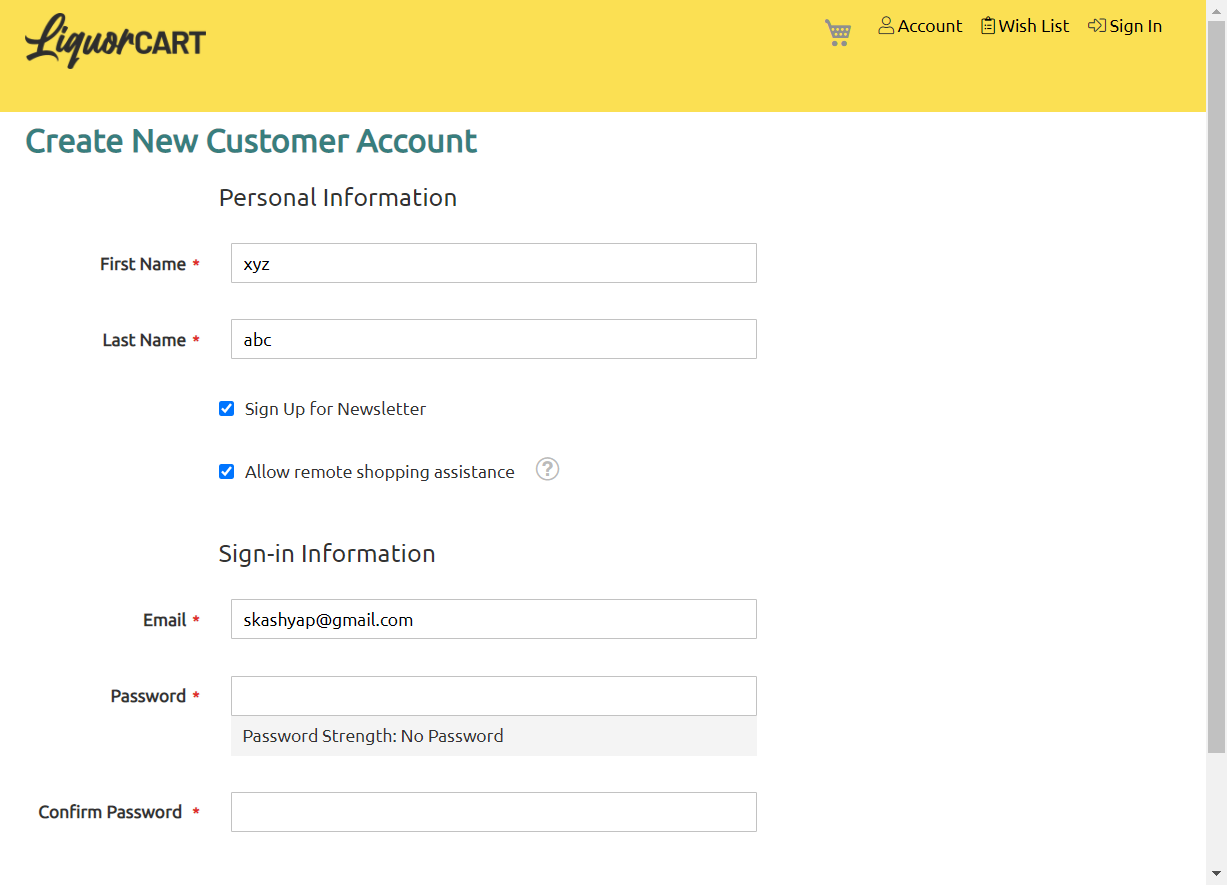 LiquorCART
Account Wish List Sign In
Create New Customer Account
Personal Information
First Name * xyz
Last Name * abc
Sign Up for Newsletter
Allow remote shopping assistance ?
Sign-in Information
Email * skashyap@gmail.com
Password *
Password Strength: No Password
Confirm Password *